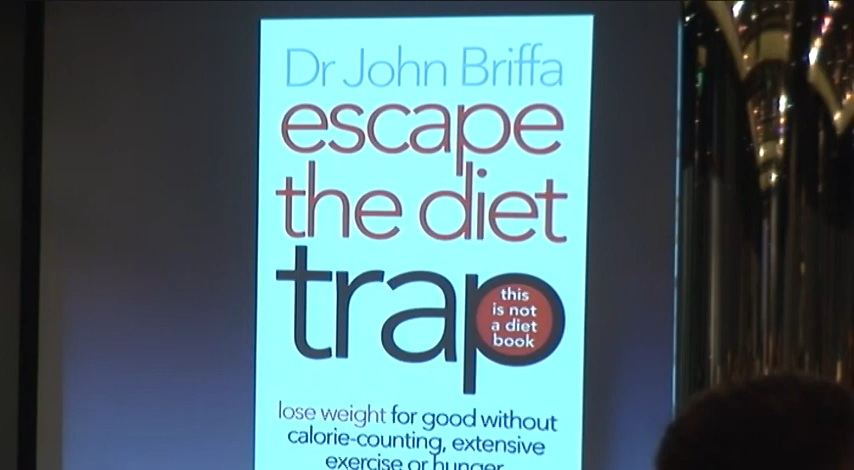 Dr John Briffa
escape
the diet
trap
this
is not
a diet
book
lose weight for good without
calorie-counting, extensive
exercise or hunger